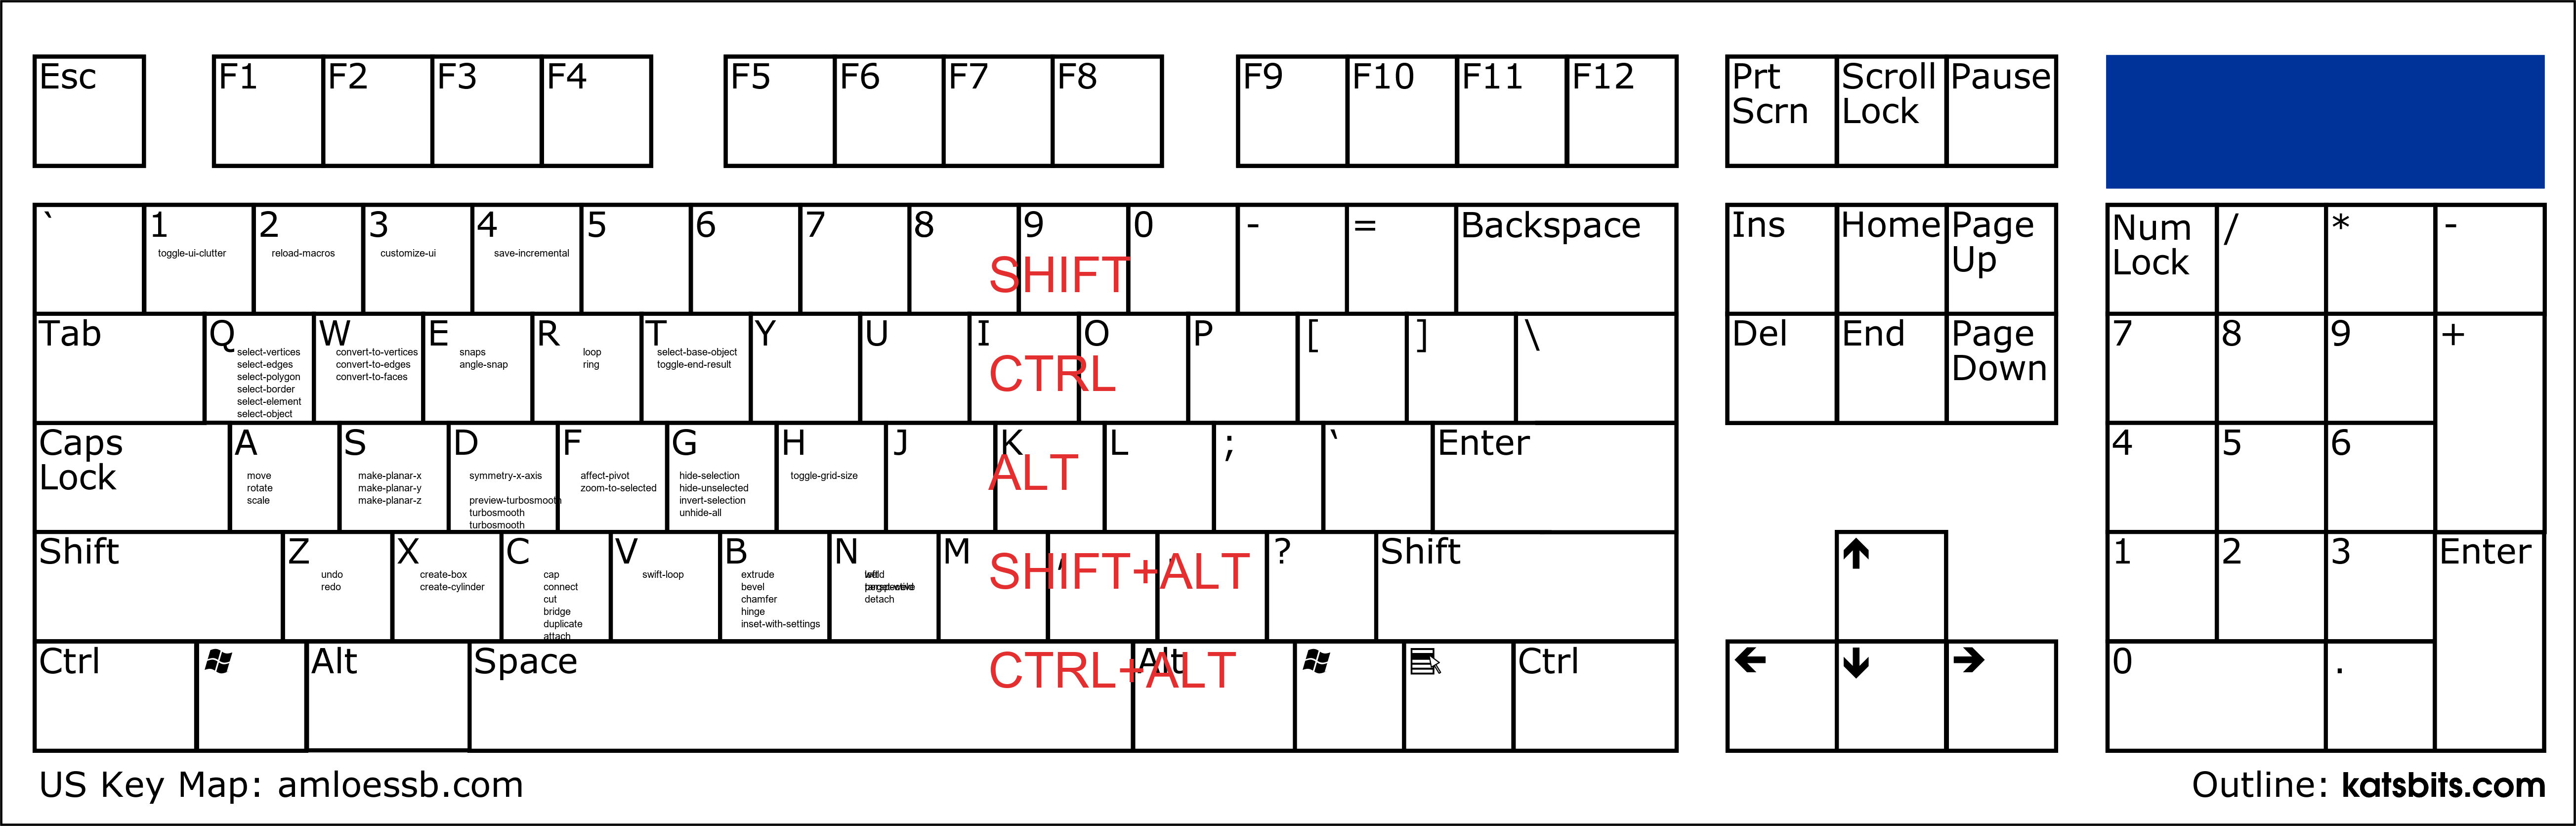 Esc F1 F2 F3 F4 F5 F6 F7 F8 F9 F10 F11 F12 Prt Scroll Pause
Scrn Lock
` 1 2 3 4 5 6 7 8 9 0 - = Backspace Ins Home Page Num / * -
Up Lock
toggle-ui-clutter reload-macros customize-ui save-incremental
SHIFT
Tab Q W E R T Y U I O P [ ] \ Del End Page 7 8 9 +
Down
select-vertices convert-to-vertices snaps loop select-base-object
select-edges convert-to-edges angle-snap ring toggle-end-result
select-polygon convert-to-faces
select-border
select-element
select-object
CTRL
Caps A S D F G H J K L ; ‵ Enter 4 5 6
Lock
move make-planar-x symmetry-x-axis affect-pivot hide-selection toggle-grid-size
rotate make-planar-y zoom-to-selected hide-unselected
scale make-planar-z preview-turbosmooth invert-selection
turbosmooth unhide-all
turbosmooth
ALT
Shift Z X C V B N M , ? Shift 1 2 3 Enter
undo create-box cap swift-loop extrude
redo create-cylinder connect bevel
cut chamfer detach
bridge hinge
duplicate inset-with-settings
attach
SHIFT+ALT
Ctrl Alt Space Alt Ctrl 0 .
CTRL+ALT
US Key Map: amloessb.com Outline: katsbits.com